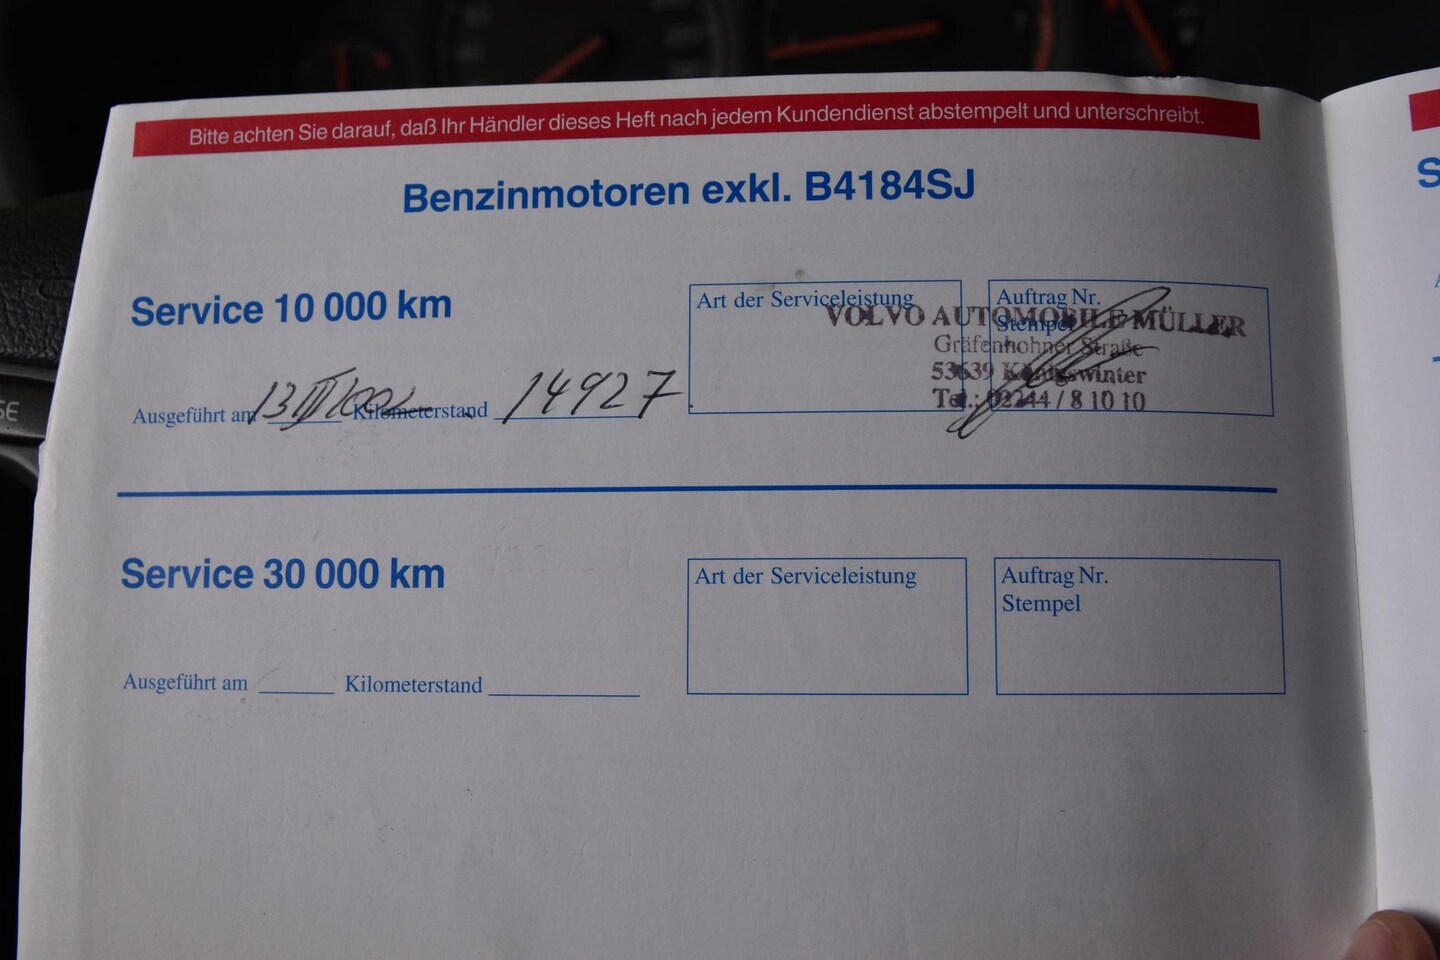 Bitte achten Sie darauf, daß Ihr Händler dieses Heft nach jedem Kundendienst abstempelt und unterschreibt.
Benzinmotoren exkl. B4184SJ
Service 10 000 km
Art der Serviceleistung
Auftrag Nr.
Stempel
VOLVO AUTOMOBILE MÜLLER
Gräfenhohner Straße
53639 Königswinter
Tel.: 02244 / 8 10 10
Ausgeführt am Kilometerstand 14927
Service 30 000 km
Art der Serviceleistung
Auftrag Nr.
Stempel
Ausgeführt am Kilometerstand
S
SE